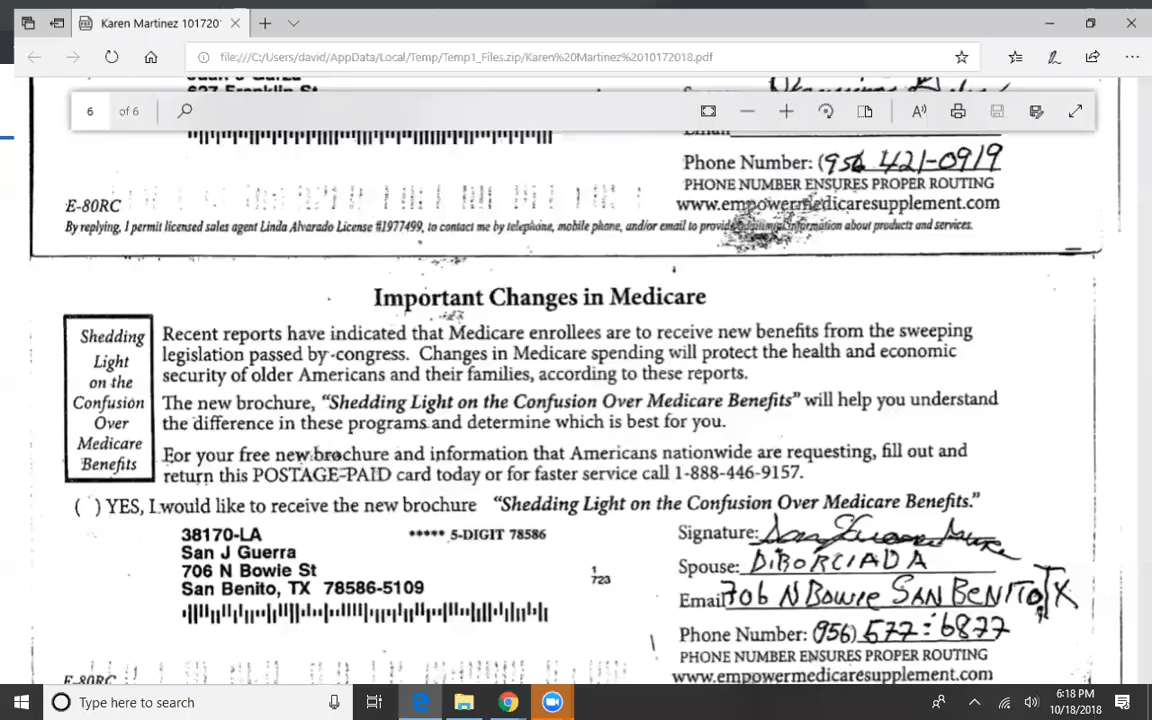 Karen Martinez 101720
file:///C:/Users/david/AppData/Local/Temp/Temp1_Files.zip/Karen%20Martinez%2010172018.pdf
6 of 6
627 Franklin St
Email
Phone Number: (956 421-0919
PHONE NUMBER ENSURES PROPER ROUTING
E-80RC
www.empowermedicaresupplement.com
By replying, I permit licensed sales agent Linda Alvarado License #1977499, to contact me by telephone, mobile phone, and/or email to provide information about products and services.
Important Changes in Medicare
Shedding
Light
on the
Confusion
Over
Medicare
Benefits
Recent reports have indicated that Medicare enrollees are to receive new benefits from the sweeping
legislation passed by congress. Changes in Medicare spending will protect the health and economic
security of older Americans and their families, according to these reports.
The new brochure, "Shedding Light on the Confusion Over Medicare Benefits" will help you understand
the difference in these programs and determine which is best for you.
For your free new brochure and information that Americans nationwide are requesting, fill out and
return this POSTAGE-PAID card today or for faster service call 1-888-446-9157.
( ) YES, I would like to receive the new brochure "Shedding Light on the Confusion Over Medicare Benefits."
38170-LA ***** 5-DIGIT 78586
San J Guerra
706 N Bowie St
San Benito, TX 78586-5109
1
723
Signature:
Spouse: DIBORCIADA
Email 706 N Bowie SAN BENITO TX
Phone Number: (956) 577-6877
PHONE NUMBER ENSURES PROPER ROUTING
E-80RC
www.empowermedicaresupplement.com
Type here to search
6:18 PM
10/18/2018